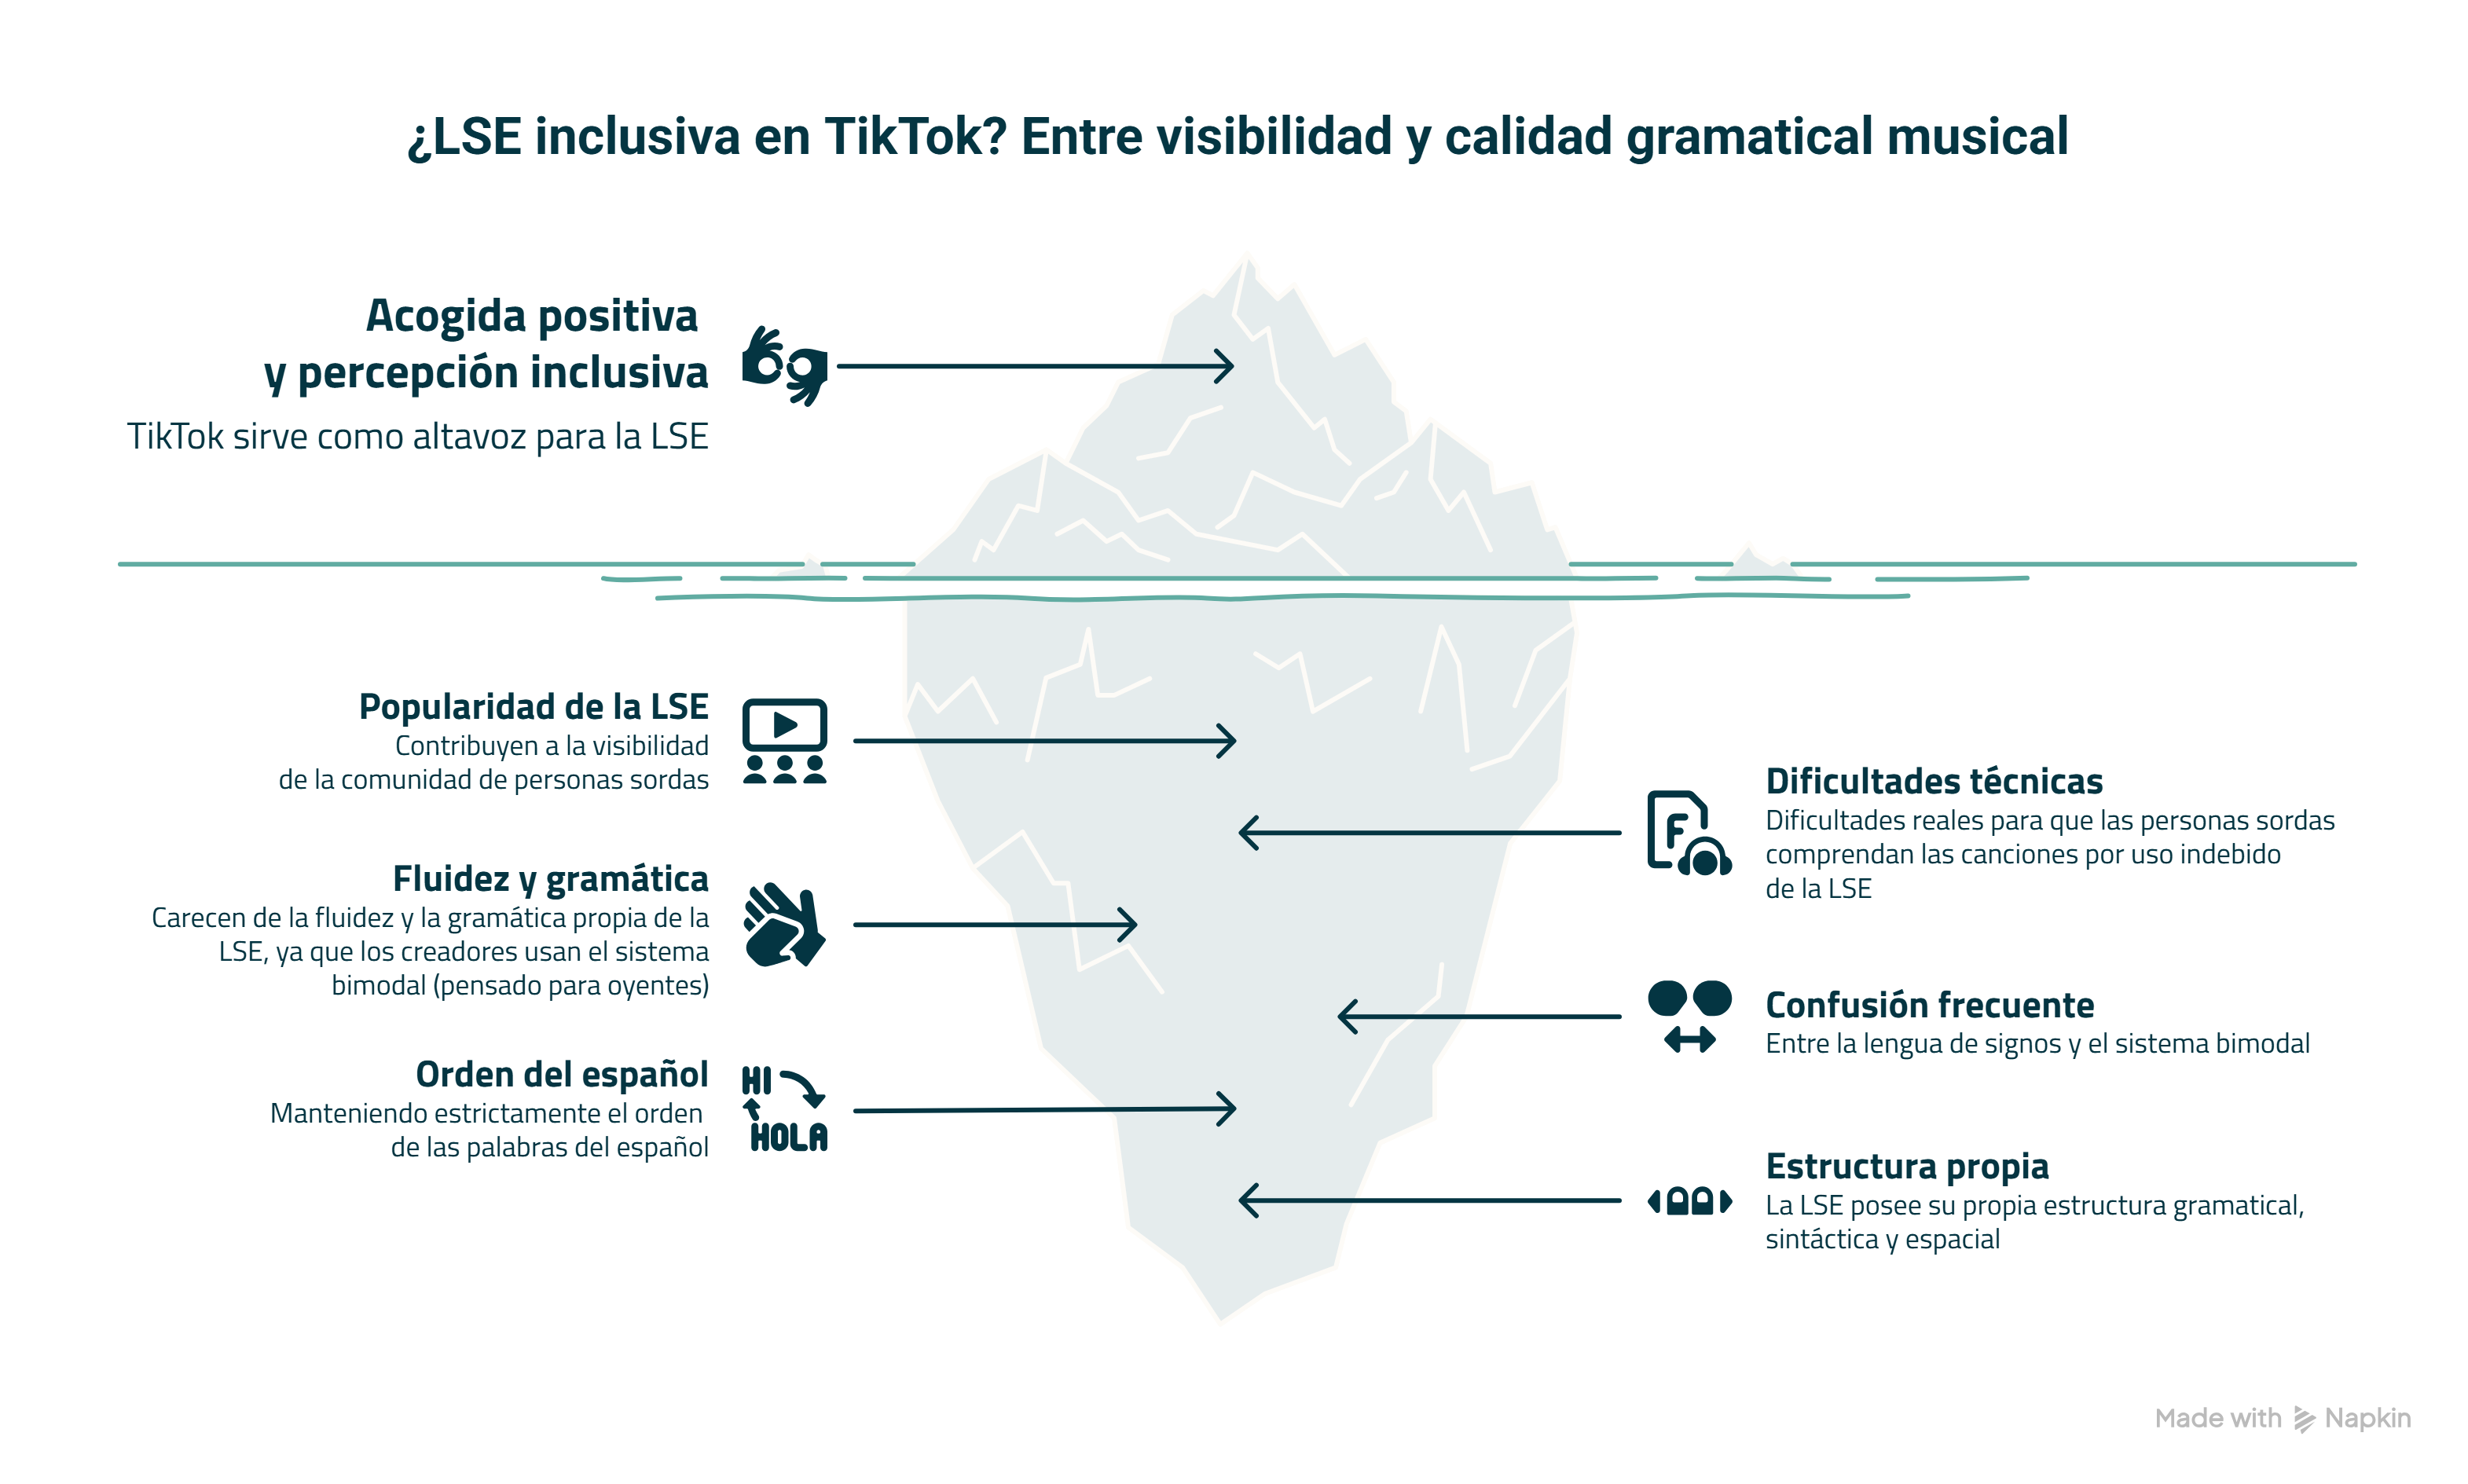 ¿LSE inclusiva en TikTok? Entre visibilidad y calidad gramatical musical
Acogida positiva
y percepción inclusiva
TikTok sirve como altavoz para la LSE
Popularidad de la LSE
Contribuyen a la visibilidad
de la comunidad de personas sordas
Dificultades técnicas
Dificultades reales para que las personas sordas
comprendan las canciones por uso indebido
de la LSE
F
Fluidez y gramática
Carecen de la fluidez y la gramática propia de la
LSE, ya que los creadores usan el sistema
bimodal (pensado para oyentes)
Confusión frecuente
Entre la lengua de signos y el sistema bimodal
Orden del español
Manteniendo estrictamente el orden
de las palabras del español
HI
HOLA
Estructura propia
La LSE posee su propia estructura gramatical,
sintáctica y espacial
Made with Napkin